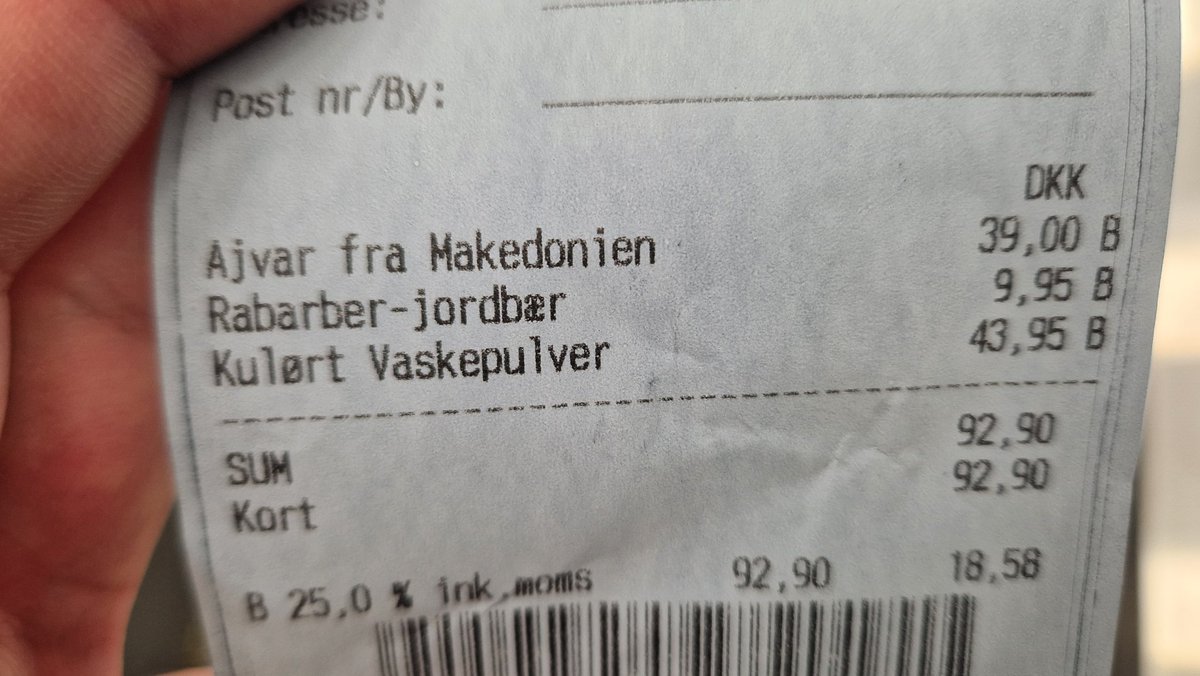 Post nr/By:
DKK
Ajvar fra Makedonien 39,00 B
Rabarber-jordbær 9,95 B
Kulørt Vaskepulver 43,95 B
SUM 92,90
Kort 92,90
B 25,0 % ink.moms 92,90 18,58